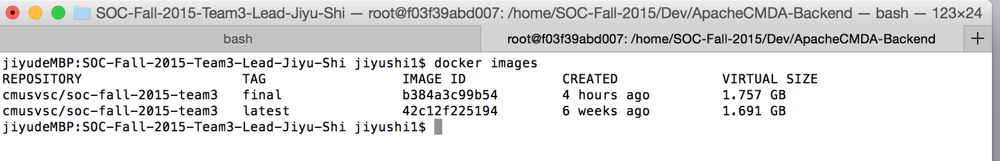 SOC-Fall-2015-Team3-Lead-Jiyu-Shi — root@f03f39abd007: /home/SOC-Fall-2015/Dev/ApacheCMDA-Backend — bash — 123×24
bash root@f03f39abd007: /home/SOC-Fall-2015/Dev/ApacheCMDA-Backend +
jiyudeMBP:SOC-Fall-2015-Team3-Lead-Jiyu-Shi jiyushi1$ docker images
REPOSITORY TAG IMAGE ID CREATED VIRTUAL SIZE
cmusvsc/soc-fall-2015-team3 final b384a3c99b54 4 hours ago 1.757 GB
cmusvsc/soc-fall-2015-team3 latest 42c12f225194 6 weeks ago 1.691 GB
jiyudeMBP:SOC-Fall-2015-Team3-Lead-Jiyu-Shi jiyushi1$